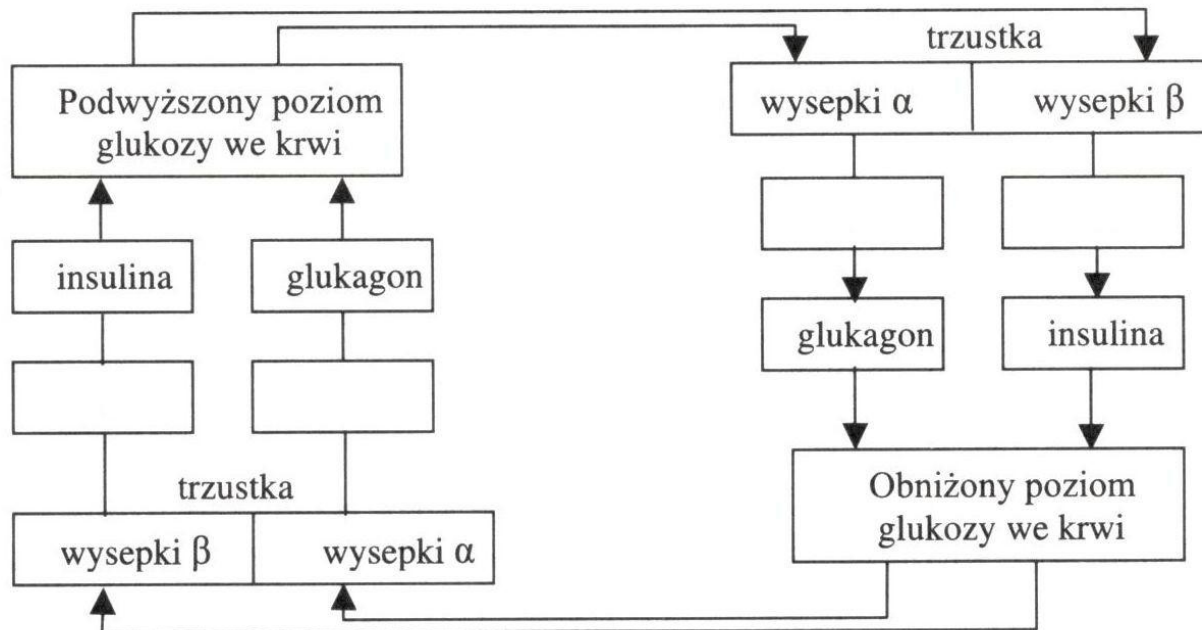 trzustka
Podwyższony poziom
glukozy we krwi
wysepki α
wysepki β
insulina
glukagon
glukagon
insulina
trzustka
wysepki β
wysepki α
Obniżony poziom
glukozy we krwi